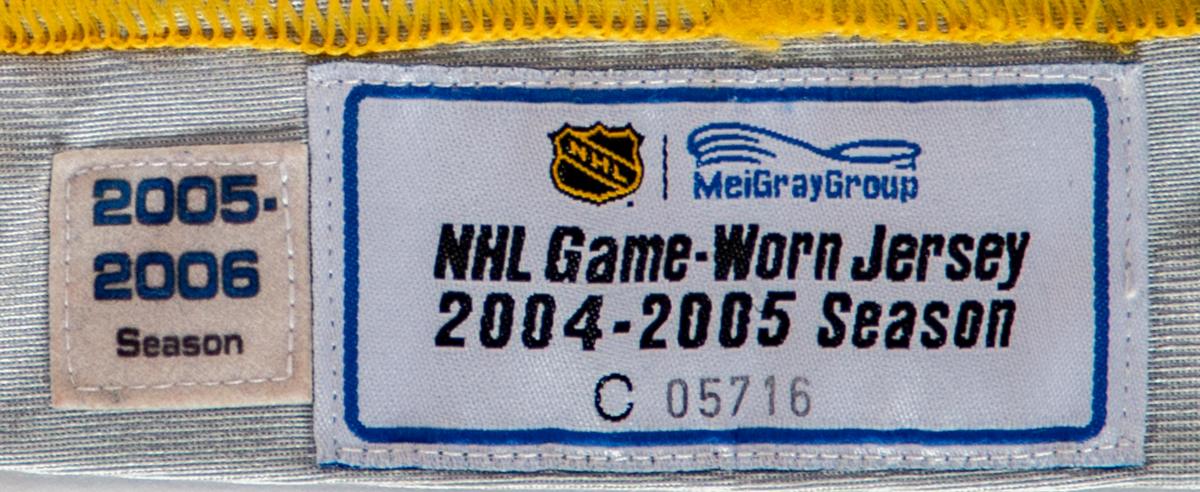 2005-
2006
Season
NHL
MeiGrayGroup
NHL Game-Worn Jersey
2004-2005 Season
C 05716